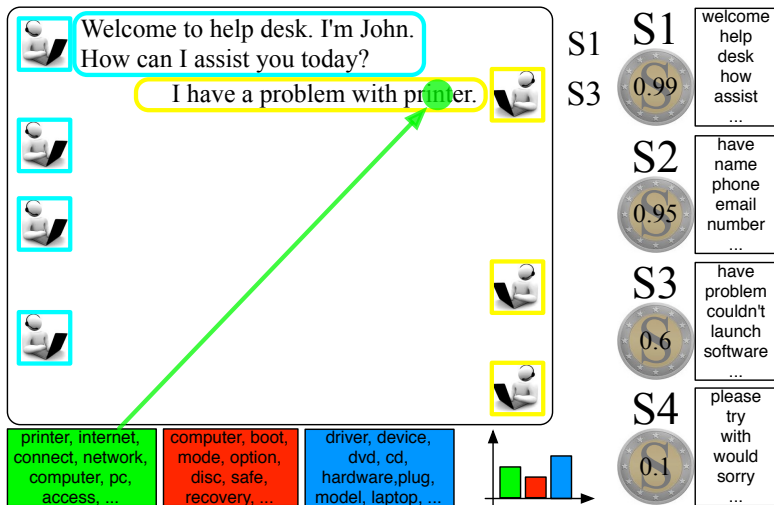 Welcome to help desk. I'm John.
How can I assist you today?
I have a problem with printer.
S1
S3
S1
0.99
welcome
help
desk
how
assist
...
S2
0.95
have
name
phone
email
number
...
S3
0.6
have
problem
couldn't
launch
software
...
S4
0.1
please
try
with
would
sorry
...
printer, internet,
connect, network,
computer, pc,
access, ...
computer, boot,
mode, option,
disc, safe,
recovery, ...
driver, device,
dvd, cd,
hardware,plug,
model, laptop, ...